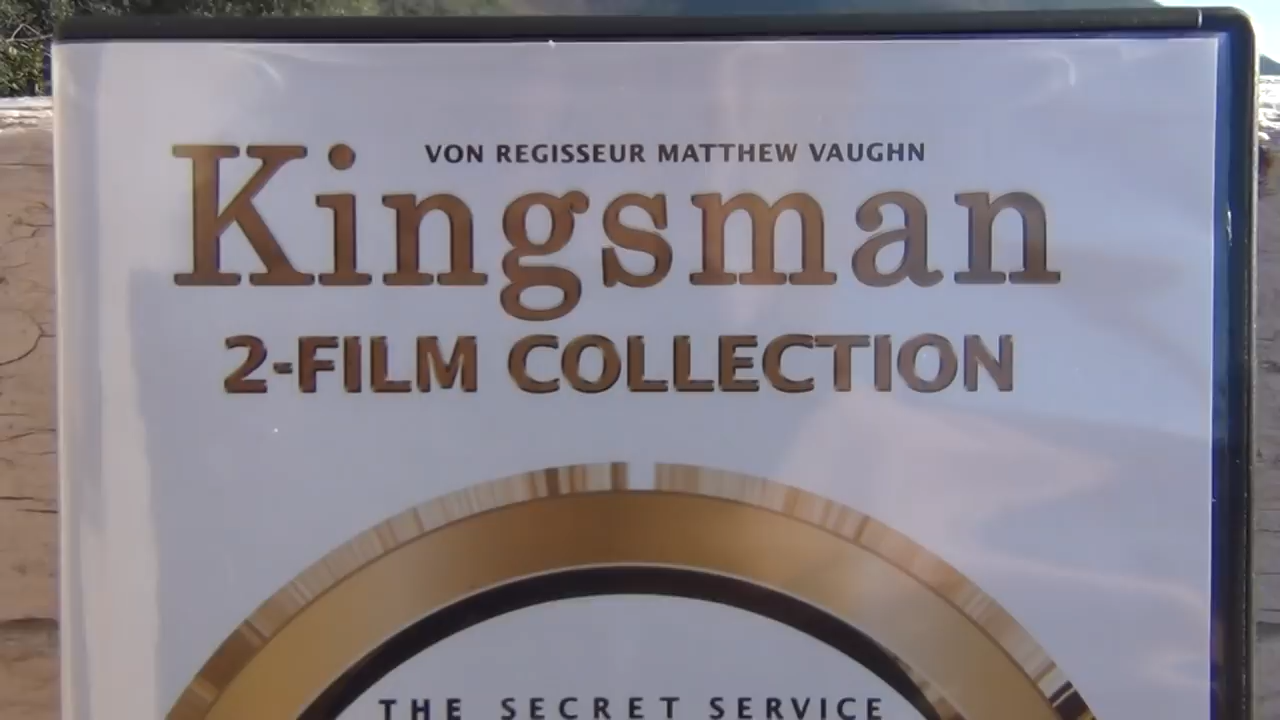 VON REGISSEUR MATTHEW VAUGHN
Kingsman
2-FILM COLLECTION
THE SECRET SERVICE